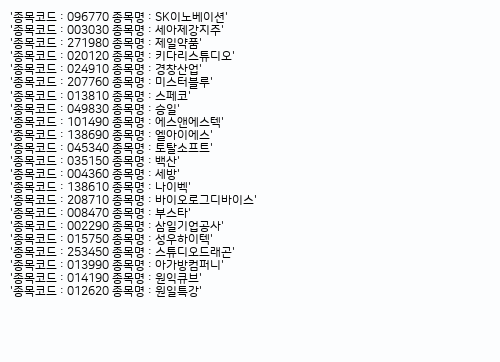 '종목코드 : 096770 종목명 : SK이노베이션'
'종목코드 : 003030 종목명 : 세아제강지주'
'종목코드 : 271980 종목명 : 제일약품'
'종목코드 : 020120 종목명 : 키다리스튜디오'
'종목코드 : 024910 종목명 : 경창산업'
'종목코드 : 207760 종목명 : 미스터블루'
'종목코드 : 013810 종목명 : 스페코'
'종목코드 : 049830 종목명 : 승일'
'종목코드 : 101490 종목명 : 에스앤에스텍'
'종목코드 : 138690 종목명 : 엘아이에스'
'종목코드 : 045340 종목명 : 토탈소프트'
'종목코드 : 035150 종목명 : 백산'
'종목코드 : 004360 종목명 : 세방'
'종목코드 : 138610 종목명 : 나이벡'
'종목코드 : 208710 종목명 : 바이오로그디바이스'
'종목코드 : 008470 종목명 : 부스타'
'종목코드 : 002290 종목명 : 삼일기업공사'
'종목코드 : 015750 종목명 : 성우하이텍'
'종목코드 : 253450 종목명 : 스튜디오드래곤'
'종목코드 : 013990 종목명 : 아가방컴퍼니'
'종목코드 : 014190 종목명 : 원익큐브'
'종목코드 : 012620 종목명 : 원일특강'